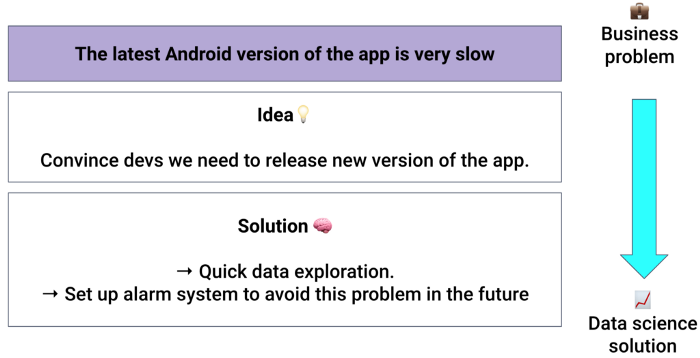 The latest Android version of the app is very slow
Idea💡
Convince devs we need to release new version of the app.
Solution 🧠
→ Quick data exploration.
→ Set up alarm system to avoid this problem in the future
💼
Business
problem
📈
Data science
solution